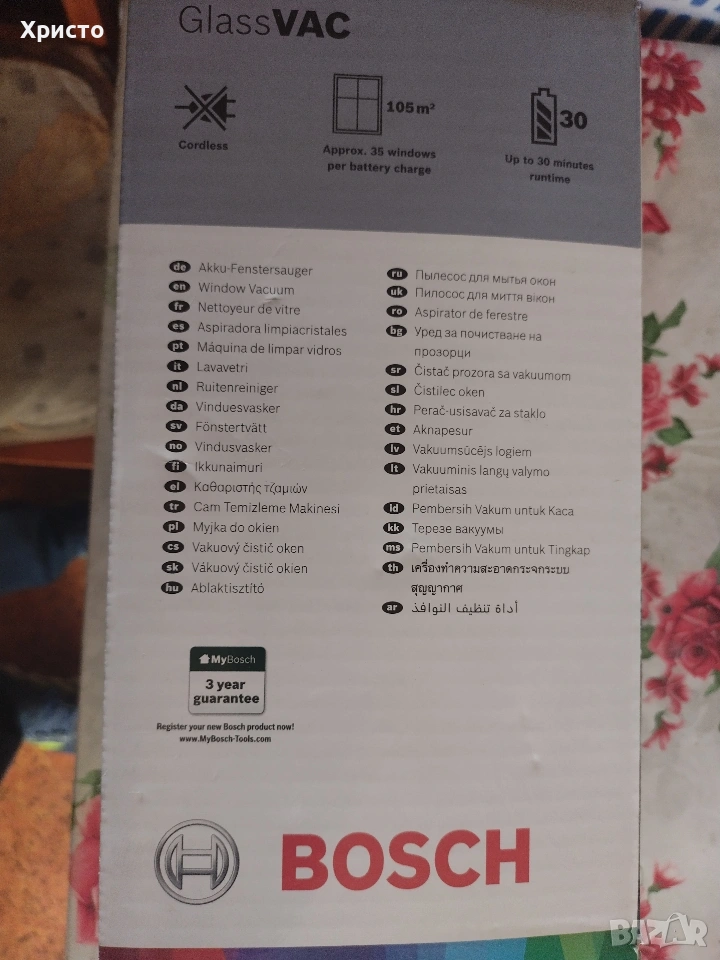 Христо
GlassVAC
Cordless
105 m²
Approx. 35 windows
per battery charge
30
Up to 30 minutes
runtime
de Akku-Fenstersauger
en Window Vacuum
fr Nettoyeur de vitre
es Aspiradora limpiacristales
pt Máquina de limpar vidros
it Lavavetri
nl Ruitenreiniger
da Vinduesvasker
sv Fönstertvätt
no Vindusvasker
fi Ikkunaimuri
el Καθαριστής τζαμιών
tr Cam Temizleme Makinesi
pl Myjka do okien
cs Vakuový čistič oken
sk Vákuový čistič okien
hu Ablaktisztító
ru Пылесос для мытья окон
uk Пилосос для миття вікон
ro Aspirator de ferestre
bg Уред за почистване на
прозорци
sr Čistač prozora sa vakuumom
sl Čistilec oken
hr Perač-usisavač za staklo
et Aknapesur
lv Vakuumsūcējs logiem
lt Vakuuminis langų valymo
prietaisas
id Pembersih Vakum untuk Kaca
kk Терезе вакуумы
ms Pembersih Vakum untuk Tingkap
th เครื่องทำความสะอาดกระจกระบบ
สุญญากาศ
ar أداة تنظيف النوافذ
MyBosch
3 year
guarantee
Register your new Bosch product now!
www.MyBosch-Tools.com
BOSCH
BAZAR